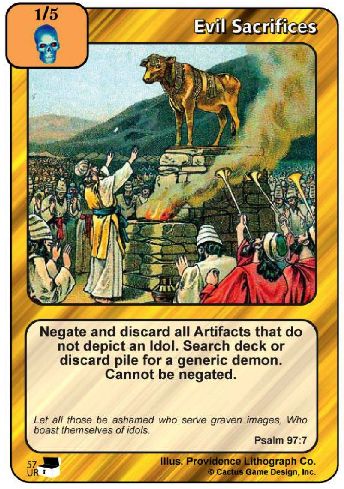 1/5
Evil Sacrifices
Negate and discard all Artifacts that do
not depict an Idol. Search deck or
discard pile for a generic demon.
Cannot be negated.
Let all those be ashamed who serve graven images, Who
boast themselves of idols.
Psalm 97:7
57
UR
Illus. Providence Lithograph Co.
© Cactus Game Design, Inc.